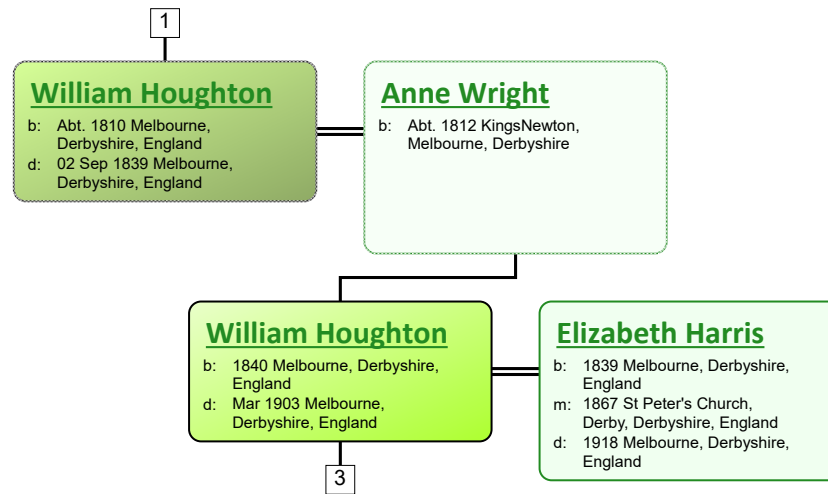 1
William Houghton
b: Abt. 1810 Melbourne,
Derbyshire, England
d: 02 Sep 1839 Melbourne,
Derbyshire, England
Anne Wright
b: Abt. 1812 KingsNewton,
Melbourne, Derbyshire
William Houghton
b: 1840 Melbourne, Derbyshire,
England
d: Mar 1903 Melbourne,
Derbyshire, England
Elizabeth Harris
b: 1839 Melbourne, Derbyshire,
England
m: 1867 St Peter's Church,
Derby, Derbyshire, England
d: 1918 Melbourne, Derbyshire,
England
3